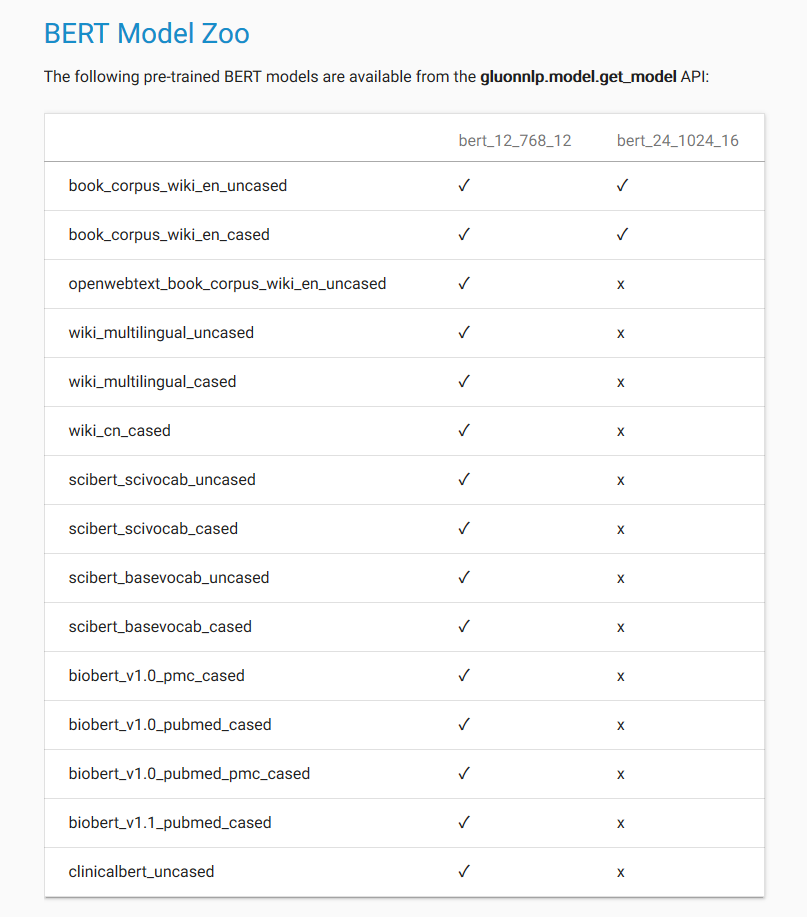 BERT Model Zoo
The following pre-trained BERT models are available from the gluonnlp.model.get_model API:
bert_12_768_12 bert_24_1024_16
book_corpus_wiki_en_uncased ✓ ✓
book_corpus_wiki_en_cased ✓ ✓
openwebtext_book_corpus_wiki_en_uncased ✓ x
wiki_multilingual_uncased ✓ x
wiki_multilingual_cased ✓ x
wiki_cn_cased ✓ x
scibert_scivocab_uncased ✓ x
scibert_scivocab_cased ✓ x
scibert_basevocab_uncased ✓ x
scibert_basevocab_cased ✓ x
biobert_v1.0_pmc_cased ✓ x
biobert_v1.0_pubmed_cased ✓ x
biobert_v1.0_pubmed_pmc_cased ✓ x
biobert_v1.1_pubmed_cased ✓ x
clinicalbert_uncased ✓ x